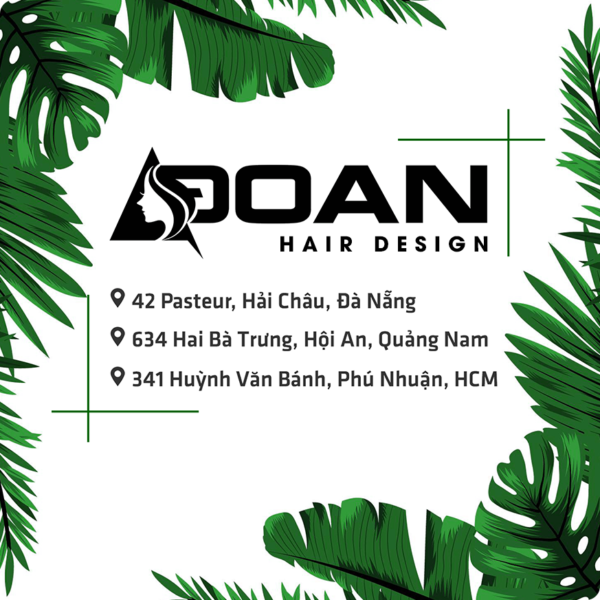 ĐOAN
HAIR DESIGN
42 Pasteur, Hải Châu, Đà Nẵng
634 Hai Bà Trưng, Hội An, Quảng Nam
341 Huỳnh Văn Bánh, Phú Nhuận, HCM